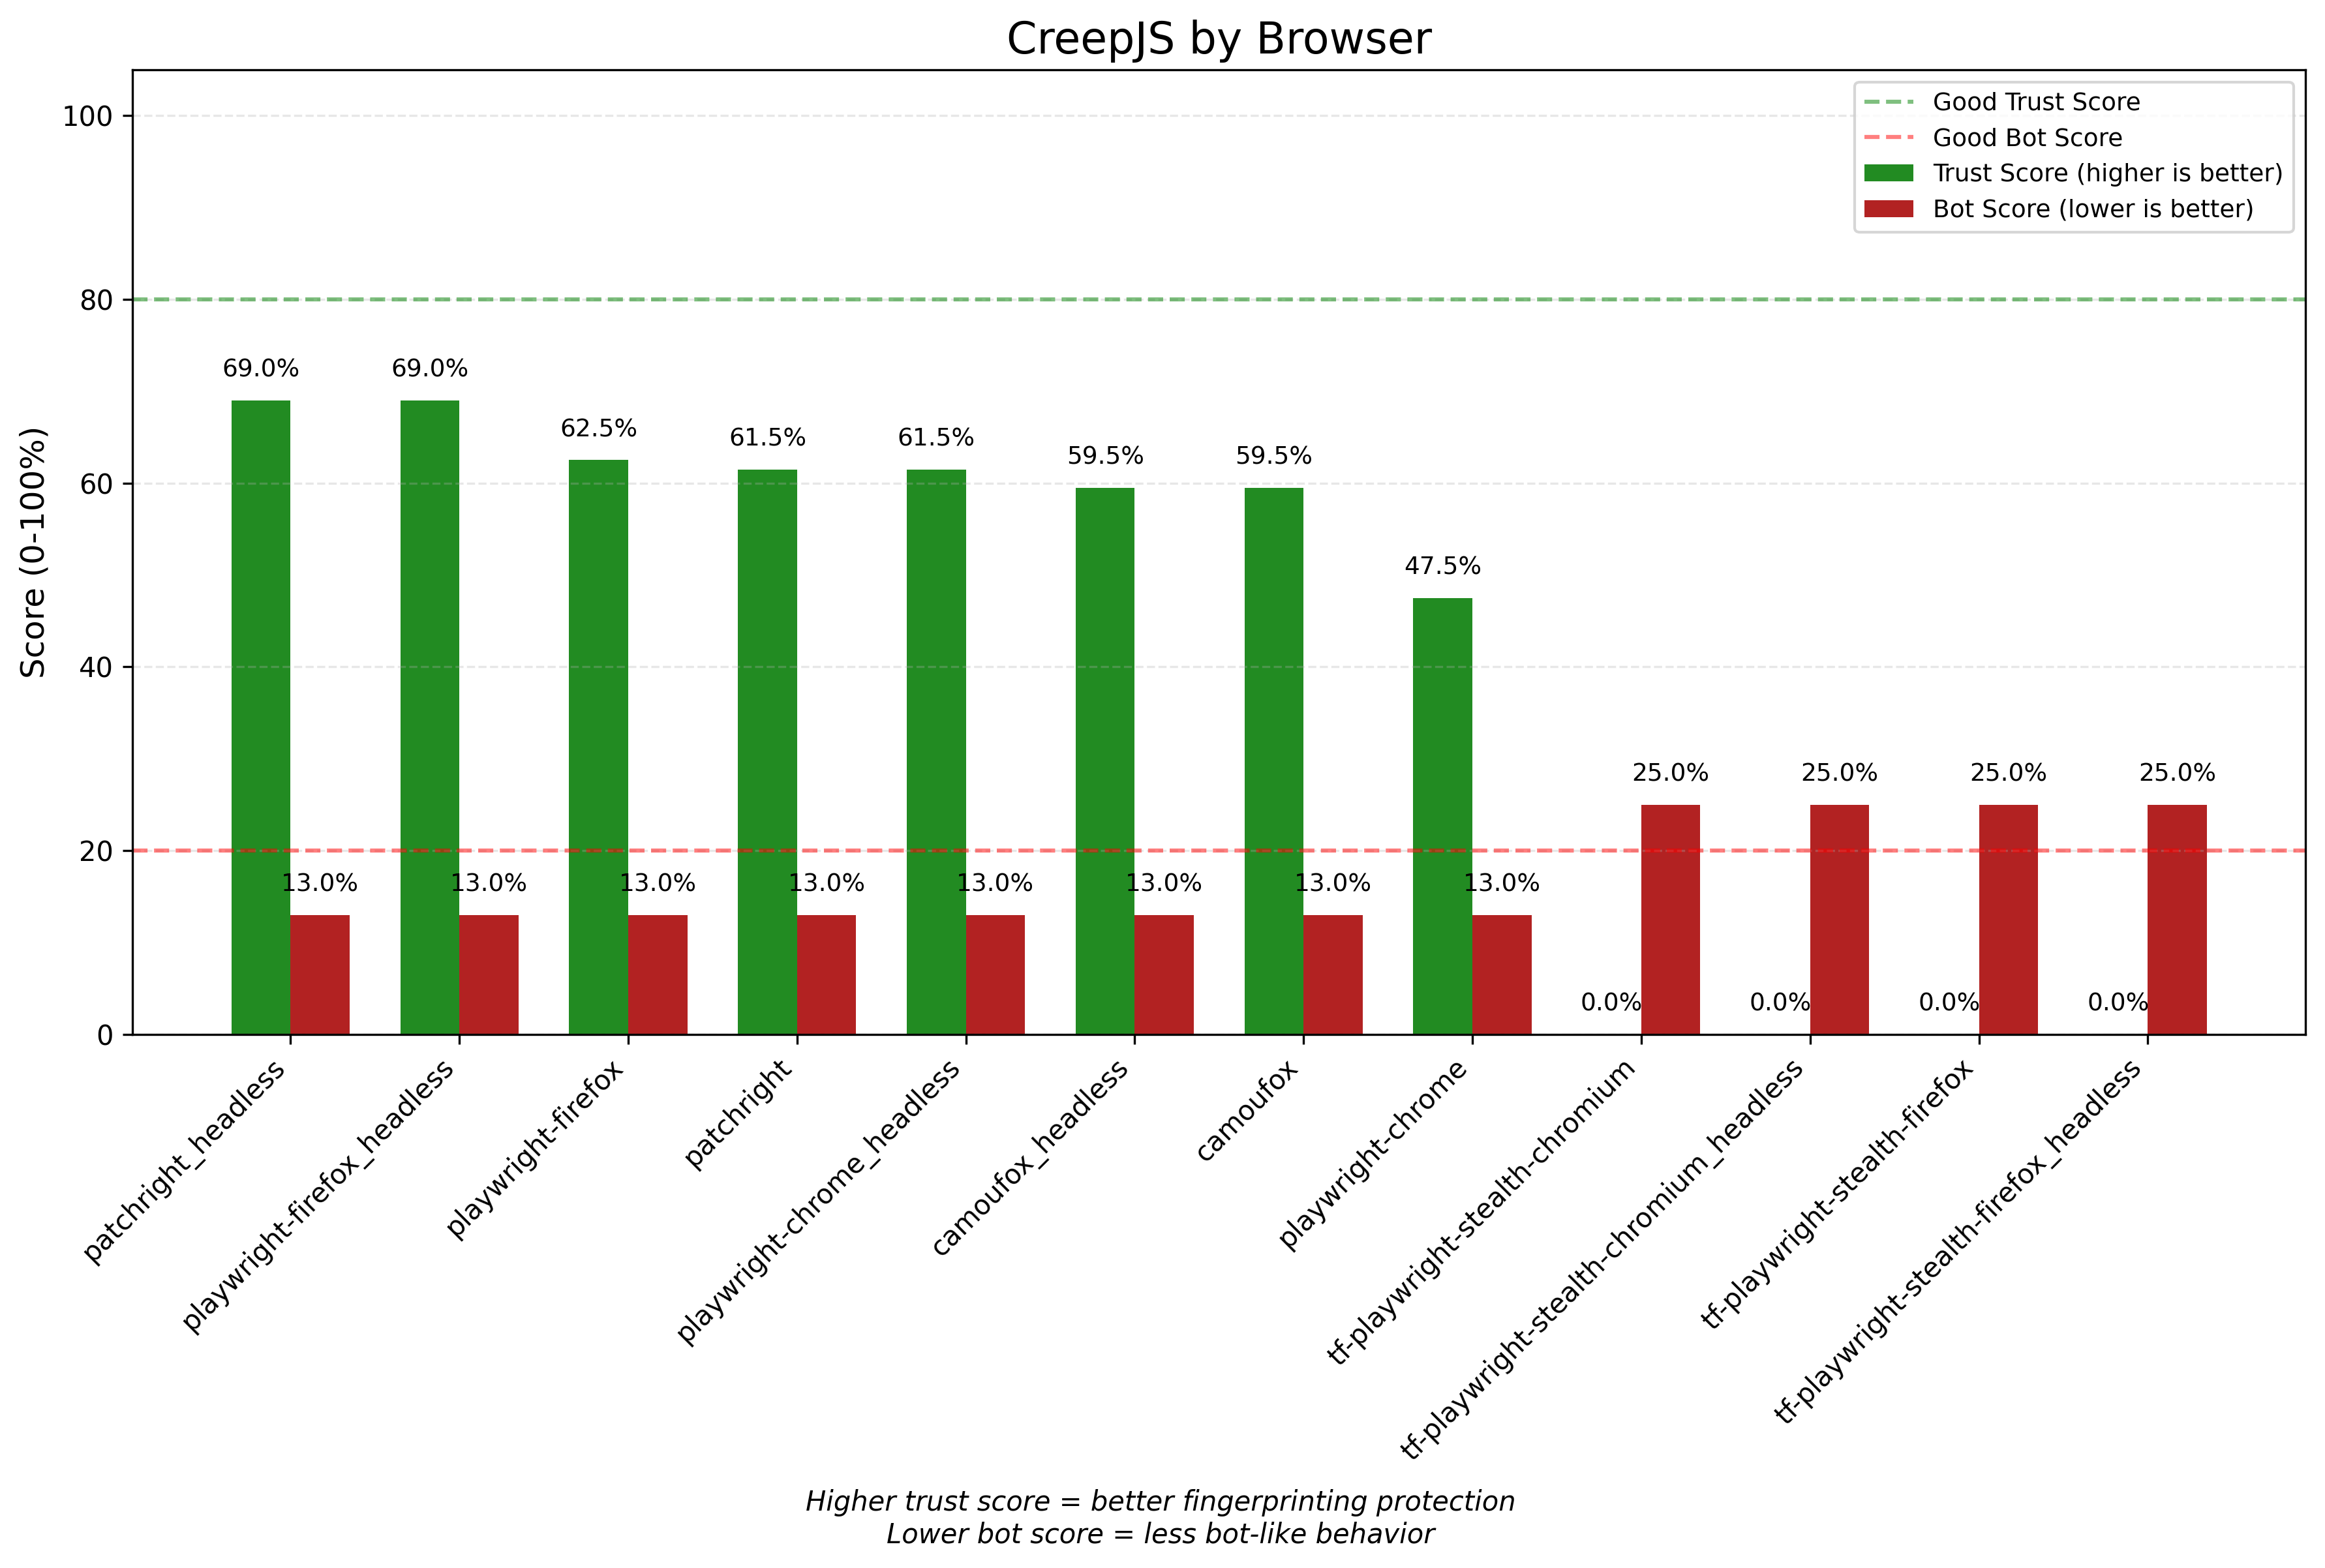 CreepJS by Browser
Good Trust Score
Good Bot Score
Trust Score (higher is better)
Bot Score (lower is better)
Score (0-100%)
100
80
60
40
20
0
69.0%
69.0%
62.5%
61.5%
61.5%
59.5%
59.5%
47.5%
0.0%
0.0%
0.0%
0.0%
13.0%
13.0%
13.0%
13.0%
13.0%
13.0%
13.0%
13.0%
25.0%
25.0%
25.0%
25.0%
patchright_headless
playwright-firefox_headless
playwright-firefox
patchright
playwright-chrome_headless
camoufox_headless
camoufox
playwright-chrome
tf-playwright-stealth-chromium
tf-playwright-stealth-chromium_headless
tf-playwright-stealth-firefox
tf-playwright-stealth-firefox_headless
Higher trust score = better fingerprinting protection
Lower bot score = less bot-like behavior